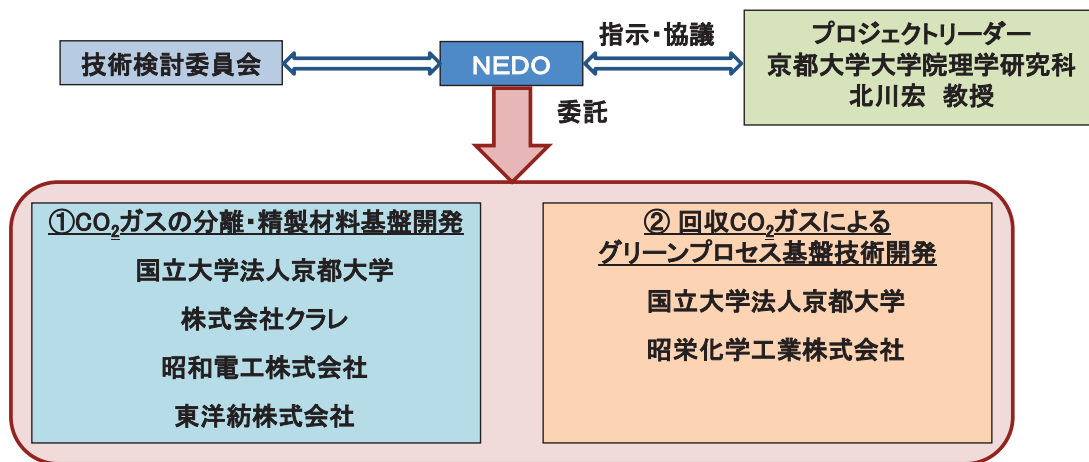 技術検討委員会
NEDO
指示・協議
プロジェクトリーダー
京都大学大学院理学研究科
北川宏 教授
委託
①CO₂ガスの分離・精製材料基盤開発
国立大学法人京都大学
株式会社クラレ
昭和電工株式会社
東洋紡株式会社
② 回収CO₂ガスによる
グリーンプロセス基盤技術開発
国立大学法人京都大学
昭栄化学工業株式会社